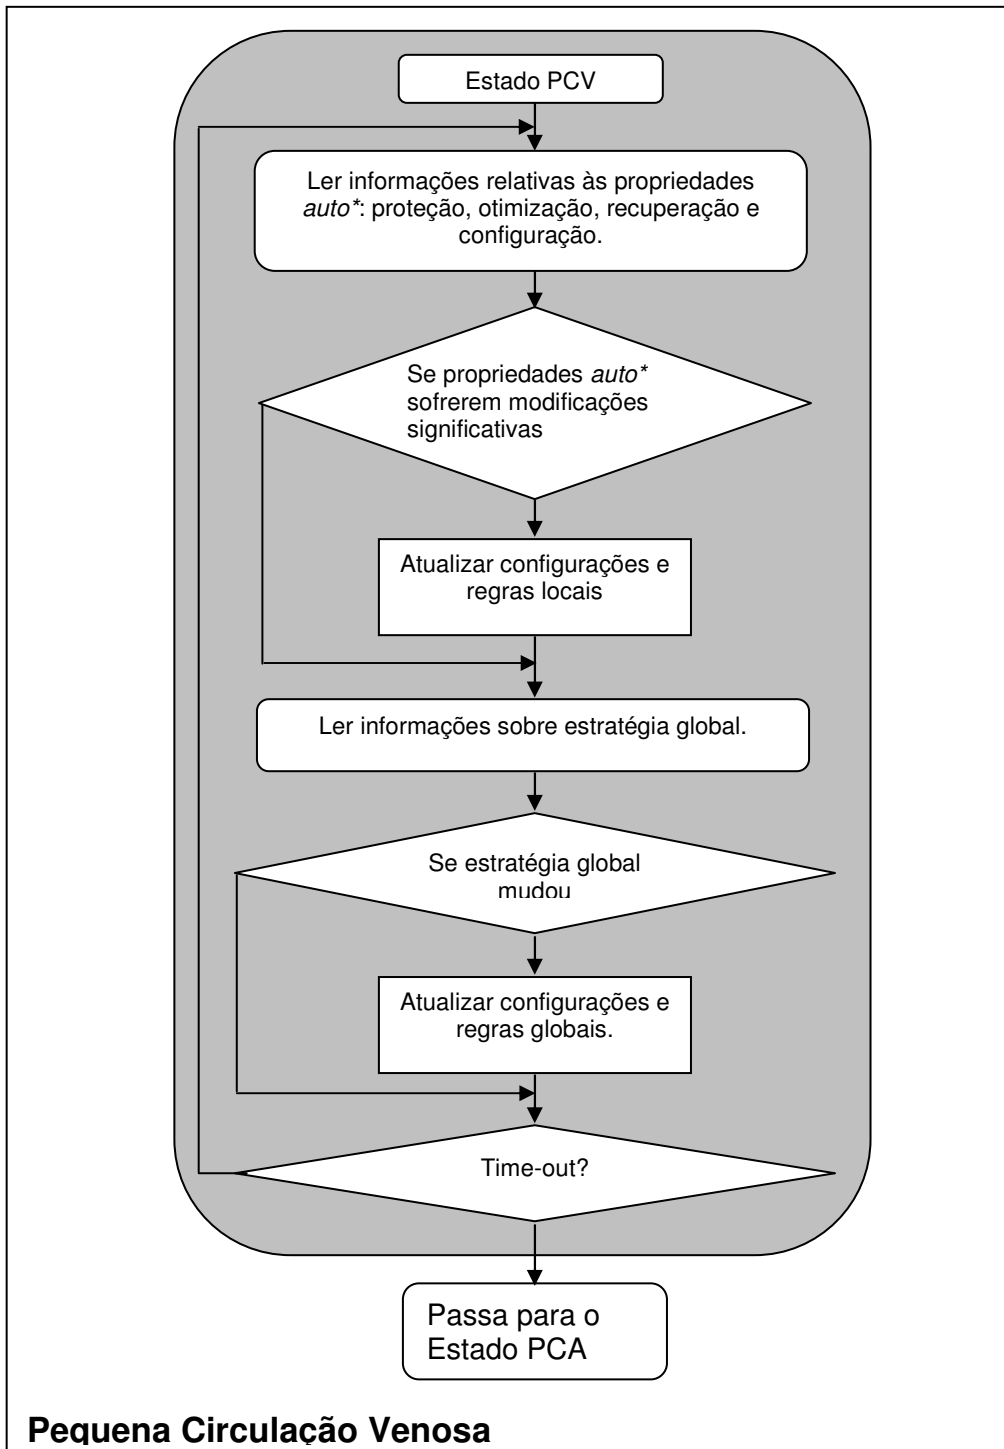 Estado PCV
Ler informações relativas às propriedades
auto*: proteção, otimização, recuperação e
configuração.
Se propriedades auto*
sofrerem modificações
significativas
Atualizar configurações e
regras locais
Ler informações sobre estratégia global.
Se estratégia global
mudou
Atualizar configurações e
regras globais.
Time-out?
Passa para o
Estado PCA
Pequena Circulação Venosa